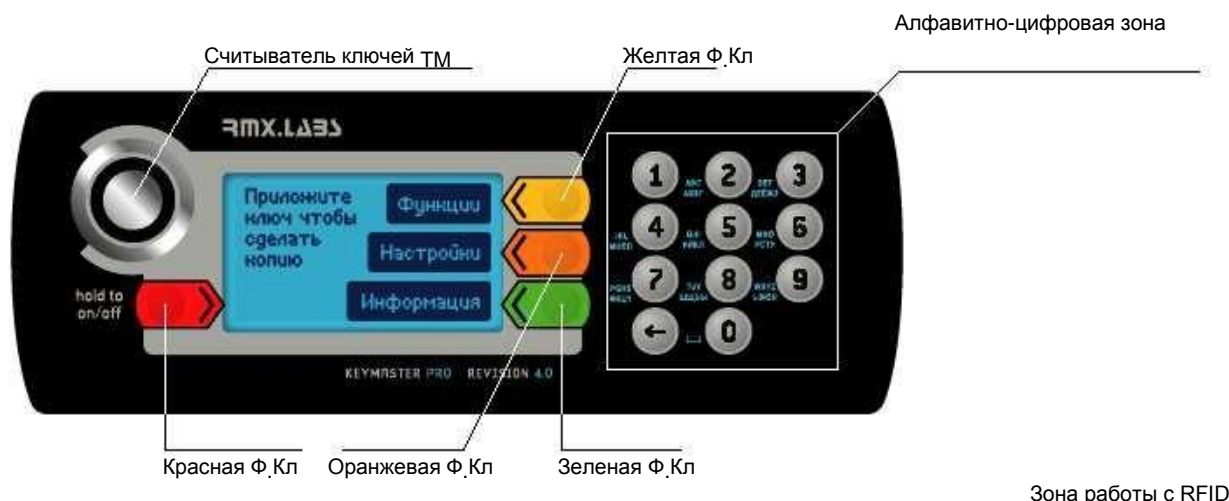 Алфавитно-цифровая зона
Считыватель ключей ТМ
Желтая Ф.Кл
RMX.LABS
Приложите
ключ чтобы
сделать
копию
Функции
Настройки
Информация
hold to
on/off
1 2 3
4 5 6
7 8 9
← 0
KEYMASTER PRO REVISION 4.0
Красная Ф.Кл Оранжевая Ф.Кл Зеленая Ф.Кл
Зона работы с RFID